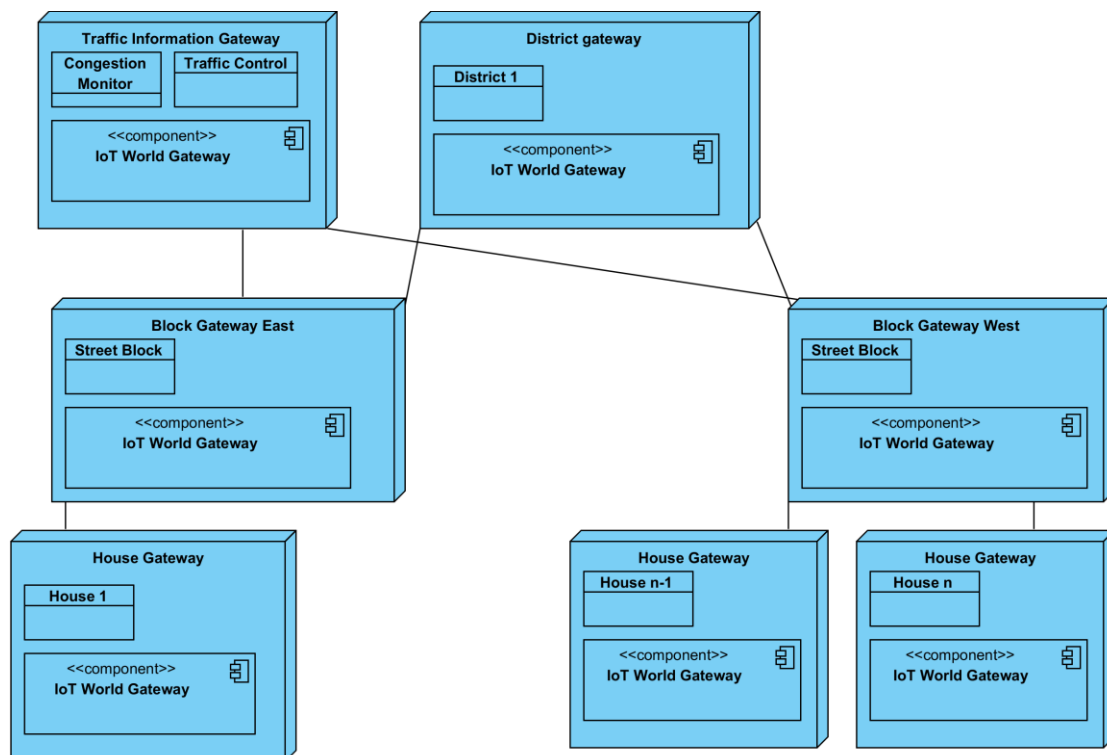 Traffic Information Gateway
Congestion
Monitor
Traffic Control
<<component>>
IoT World Gateway
District gateway
District 1
<<component>>
IoT World Gateway
Block Gateway East
Street Block
<<component>>
IoT World Gateway
Block Gateway West
Street Block
<<component>>
IoT World Gateway
House Gateway
House 1
<<component>>
IoT World Gateway
House Gateway
House n-1
<<component>>
IoT World Gateway
House Gateway
House n
<<component>>
IoT World Gateway